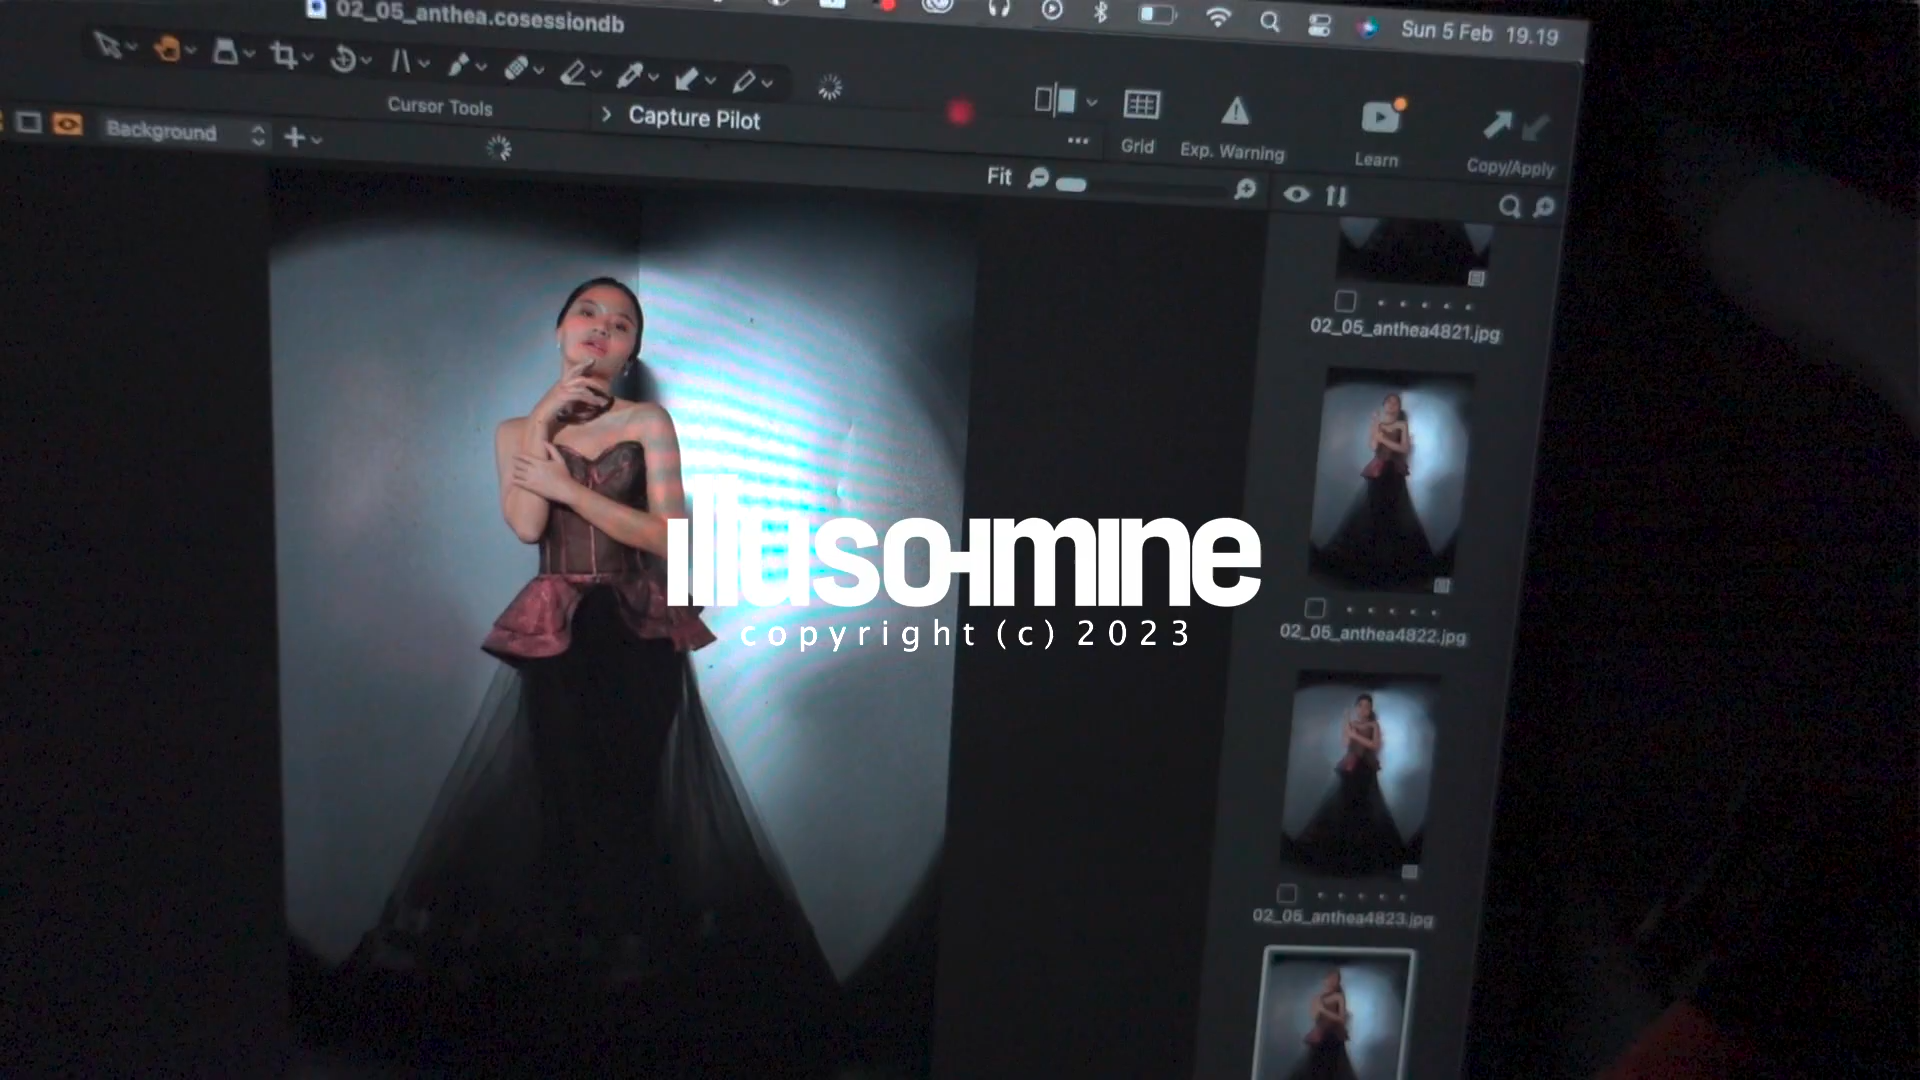 02_05_anthea.cosessiondb
Sun 5 Feb 19.19
Cursor Tools
Capture Pilot
Grid
Exp. Warning
Learn
Copy/Apply
Background
Fit
02_05_anthea4821.jpg
02_05_anthea4822.jpg
02_05_anthea4823.jpg
illusomine
copyright (c) 2023